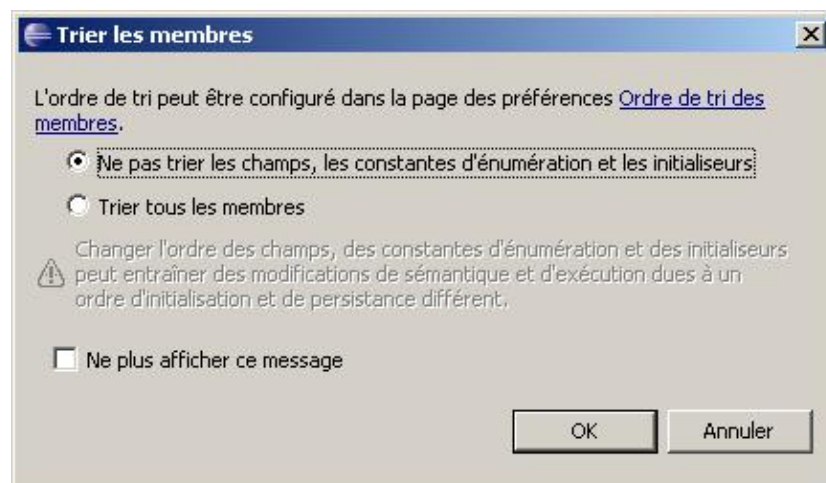 Trier les membres
L'ordre de tri peut être configuré dans la page des préférences Ordre de tri des
membres.
Ne pas trier les champs, les constantes d'énumération et les initialiseurs
Trier tous les membres
Changer l'ordre des champs, des constantes d'énumération et des initialiseurs
peut entraîner des modifications de sémantique et d'exécution dues à un
ordre d'initialisation et de persistance différent.
Ne plus afficher ce message
OK Annuler